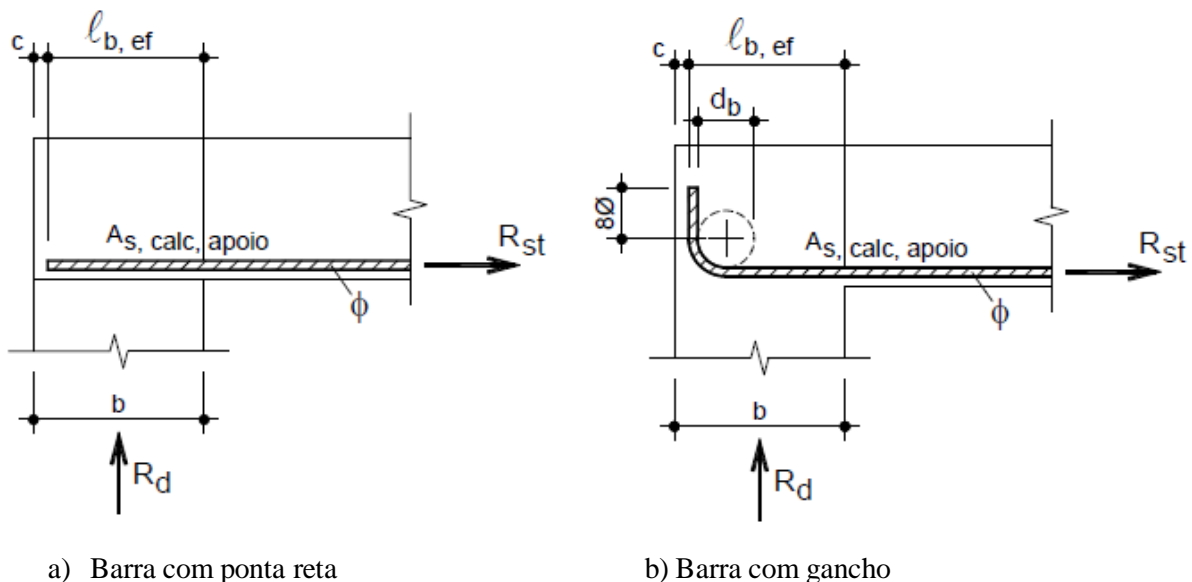 c ℓb, ef
As, calc, apoio
Rst
ϕ
b
Rd
c ℓb, ef
db
8Ø
As, calc, apoio
Rst
ϕ
b
Rd
a) Barra com ponta reta
b) Barra com gancho